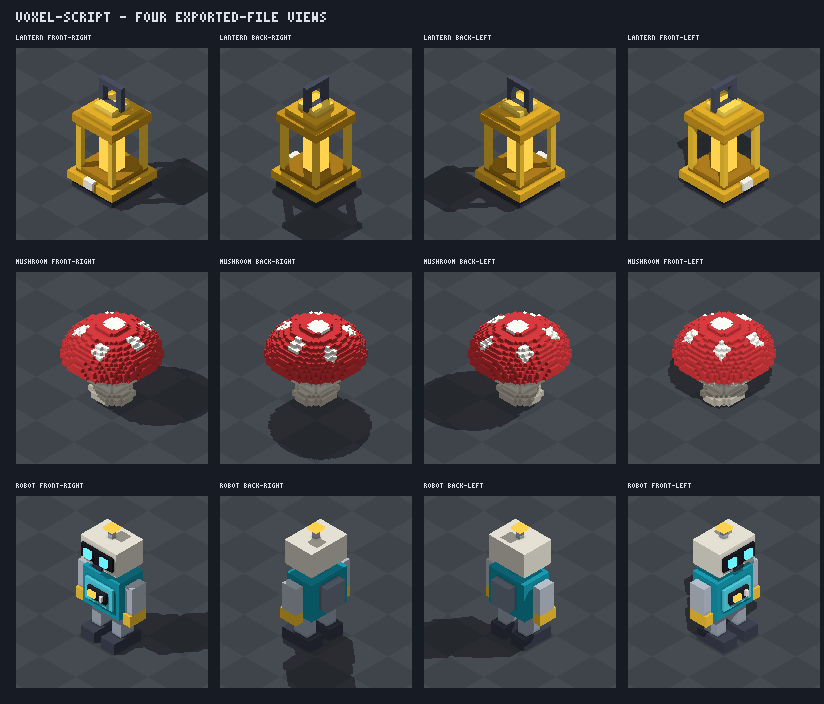 VOXEL-SCRIPT - FOUR EXPORTED-FILE VIEWS
LANTERN FRONT-RIGHT
LANTERN BACK-RIGHT
LANTERN BACK-LEFT
LANTERN FRONT-LEFT
MUSHROOM FRONT-RIGHT
MUSHROOM BACK-RIGHT
MUSHROOM BACK-LEFT
MUSHROOM FRONT-LEFT
ROBOT FRONT-RIGHT
ROBOT BACK-RIGHT
ROBOT BACK-LEFT
ROBOT FRONT-LEFT